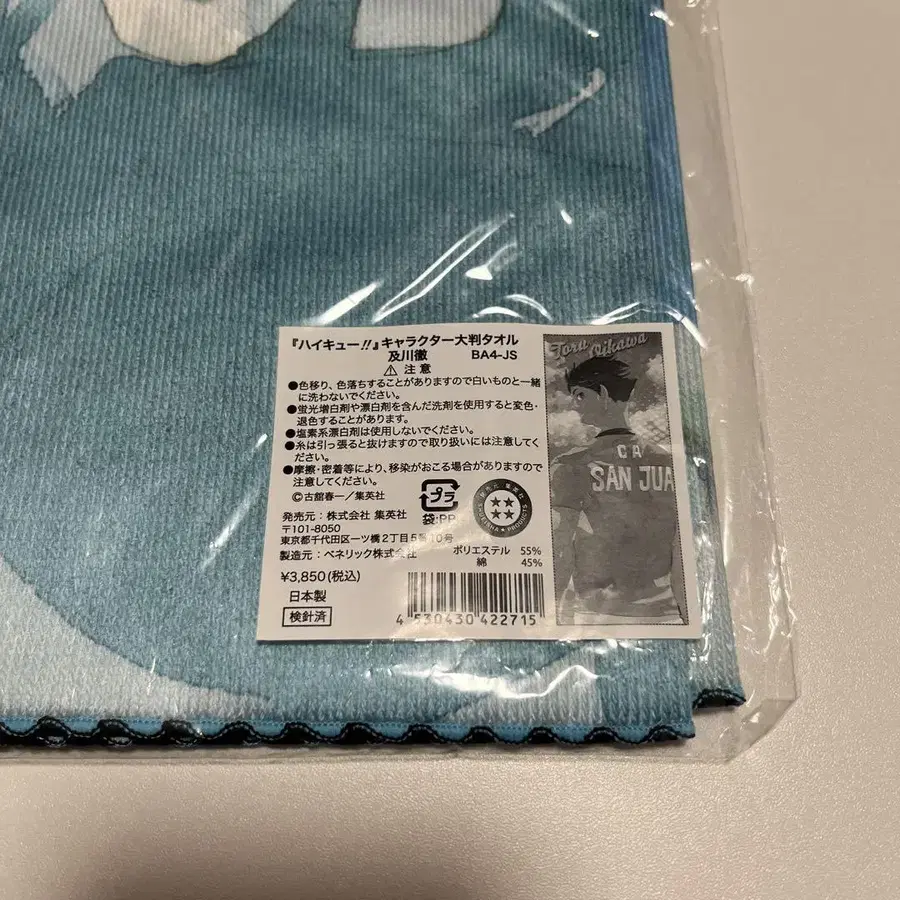 『ハイキュー!!』キャラクター大判タオル
及川徹 BA4-JS
⚠ 注意
●色移り、色落ちすることがありますので白いものと一緒
に洗わないでください。
●蛍光増白剤や漂白剤を含んだ洗剤を使用すると変色・
退色することがあります。
●塩素系漂白剤は使用しないでください。
●糸は引っ張ると抜けますので取り扱いには注意してく
ださい。
●摩擦・密着等により、移染がおこる場合がありますので
注意してください。
©古舘春一/集英社
発売元:株式会社 集英社
〒101-8050
東京都千代田区一ツ橋2丁目5番10号
製造元:ベネリック株式会社
¥3,850(税込)
日本製
検針済
プラ
袋:PP
発売元 集英社
SHUEISHA PRODUCTS
ポリエステル 55%
綿 45%
4 530430 422715
Toru Oikawa
CA
SAN JUA